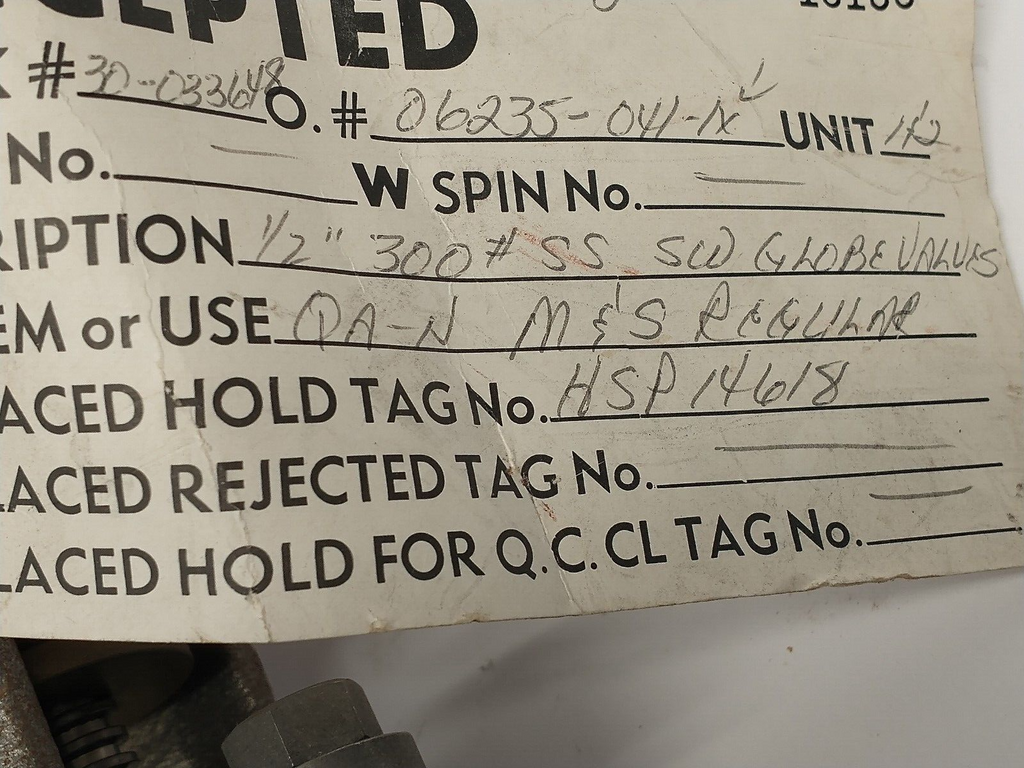 CEPTED
# 30-033648 O. # 06235-041-1X UNIT 1+2
No. — W SPIN No. —
RIPTION 1/2" 300# SS SW GLOBE VALVES
EM or USE QA-N M&S REGULAR
ACED HOLD TAG No. HSP 14618
ACED REJECTED TAG No. —
LACED HOLD FOR Q.C. CL TAG No. —